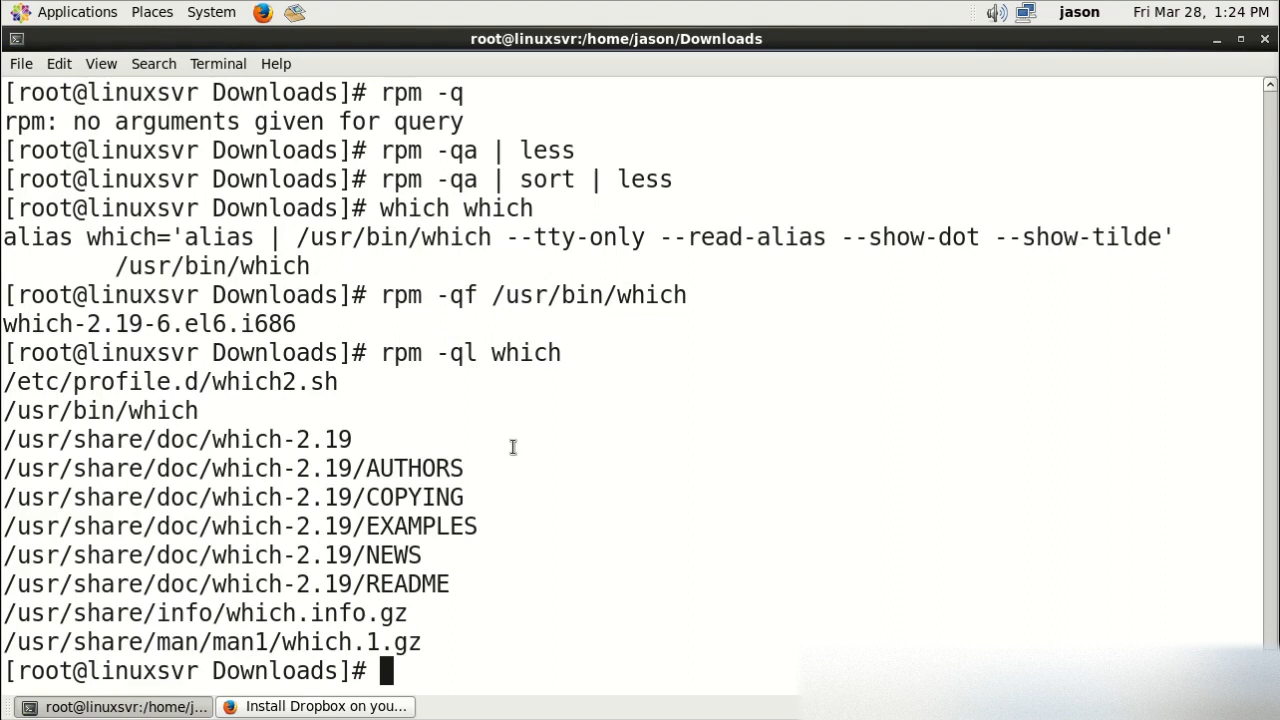 Applications Places System jason Fri Mar 28, 1:24 PM
root@linuxsvr:/home/jason/Downloads
File Edit View Search Terminal Help
[root@linuxsvr Downloads]# rpm -q
rpm: no arguments given for query
[root@linuxsvr Downloads]# rpm -qa | less
[root@linuxsvr Downloads]# rpm -qa | sort | less
[root@linuxsvr Downloads]# which which
alias which='alias | /usr/bin/which --tty-only --read-alias --show-dot --show-tilde'
        /usr/bin/which
[root@linuxsvr Downloads]# rpm -qf /usr/bin/which
which-2.19-6.el6.i686
[root@linuxsvr Downloads]# rpm -ql which
/etc/profile.d/which2.sh
/usr/bin/which
/usr/share/doc/which-2.19
/usr/share/doc/which-2.19/AUTHORS
/usr/share/doc/which-2.19/COPYING
/usr/share/doc/which-2.19/EXAMPLES
/usr/share/doc/which-2.19/NEWS
/usr/share/doc/which-2.19/README
/usr/share/info/which.info.gz
/usr/share/man/man1/which.1.gz
[root@linuxsvr Downloads]#
root@linuxsvr:/home/j... Install Dropbox on you...